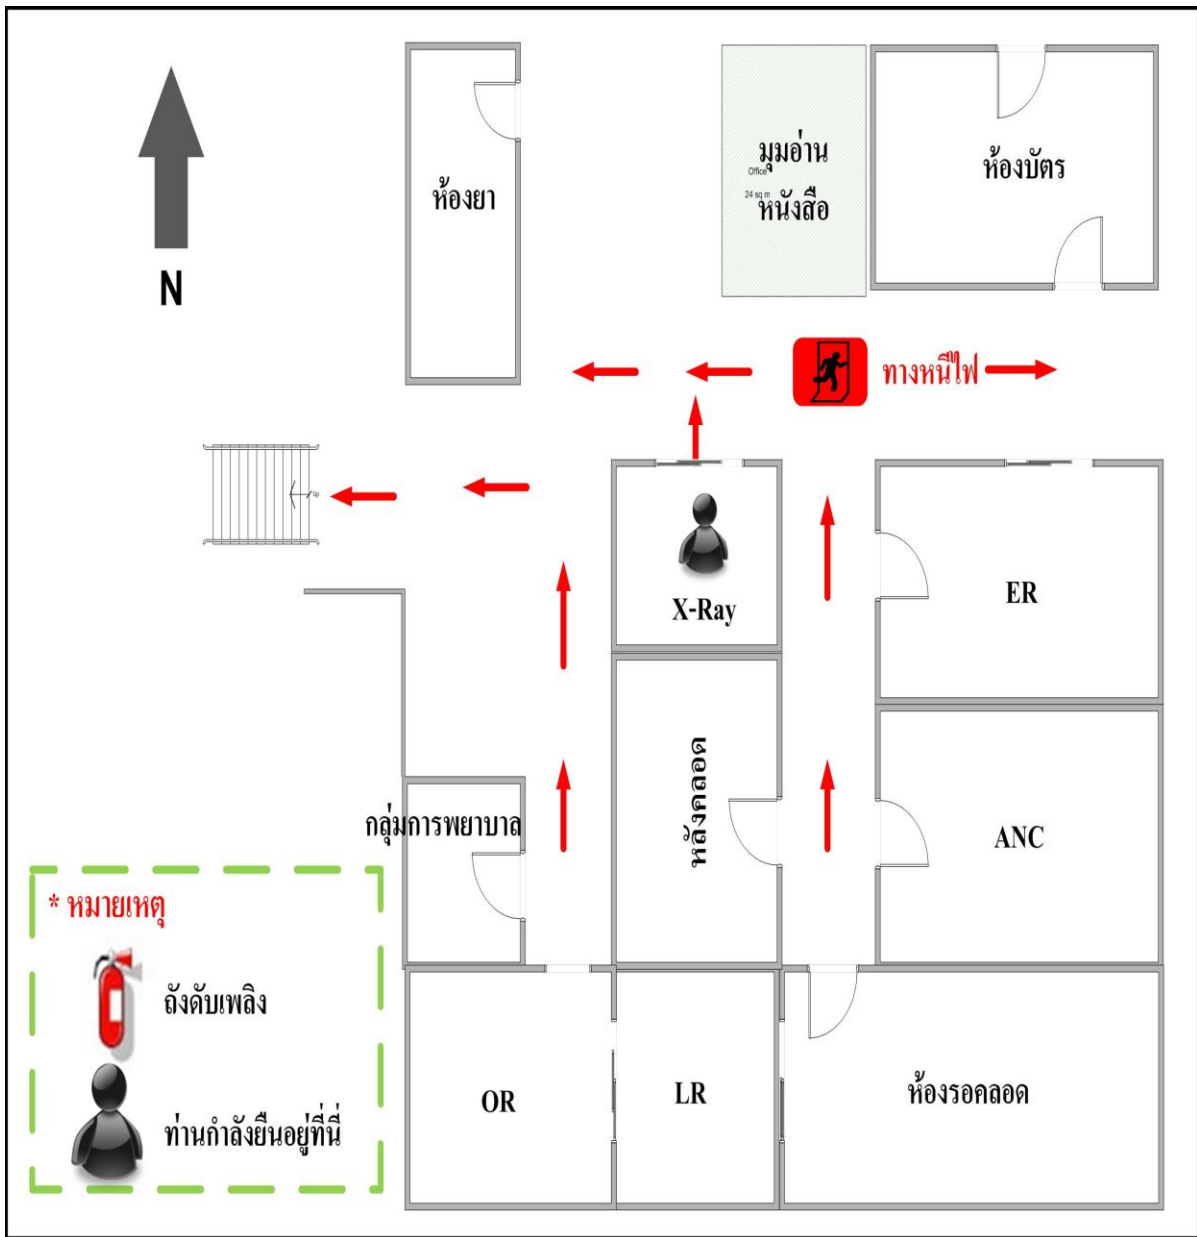 N
ห้องยา
มุมอ่าน
Office
24 sq m
หนังสือ
ห้องบัตร
ทางหนีไฟ
Up
X-Ray
ER
หลังคลอด
กลุ่มการพยาบาล
ANC
* หมายเหตุ
ถังดับเพลิง
ท่านกำลังยืนอยู่ที่นี่
OR
LR
ห้องรอคลอด